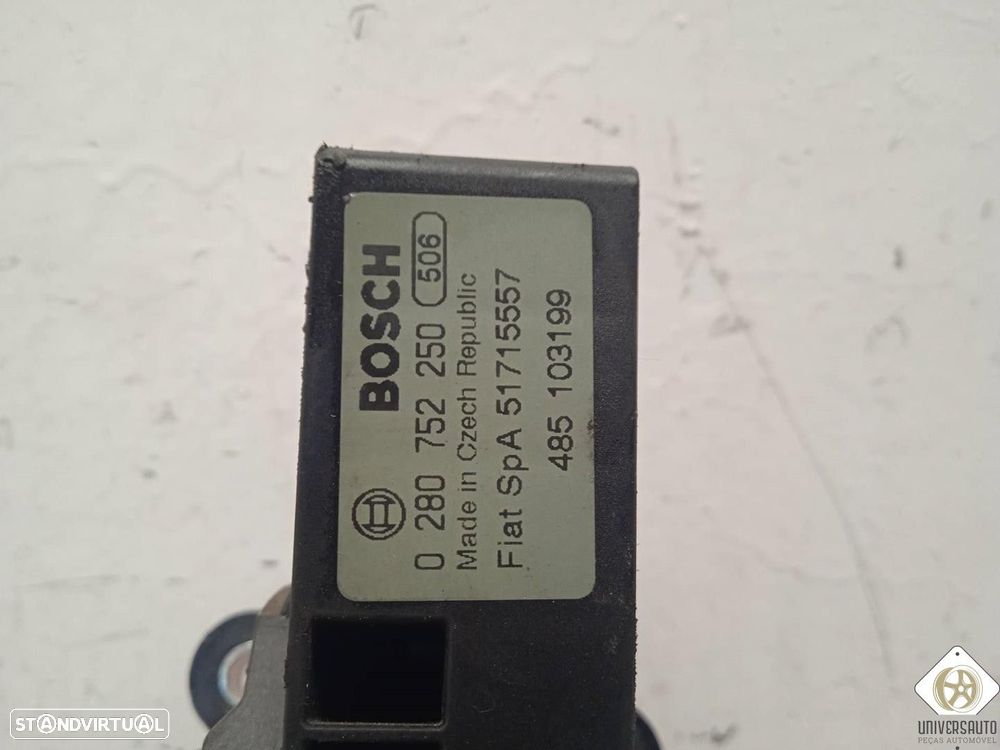 BOSCH
0 280 752 250 506
Made in Czech Republic
Fiat SpA 51715557
485 103199
STANDVIRTUAL
UNIVERSAUTO
PEÇAS AUTOMÓVEL